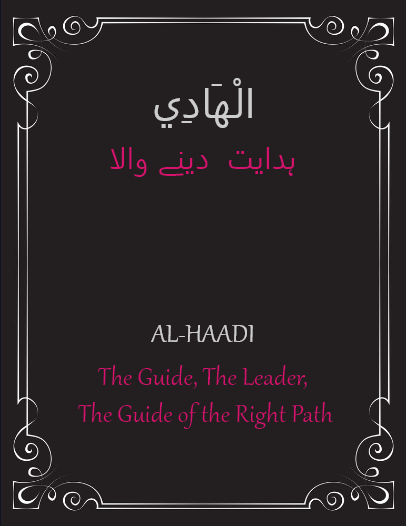 الْهَادِي
ہدایت دینے والا
AL-HAADI
The Guide, The Leader,
The Guide of the Right Path